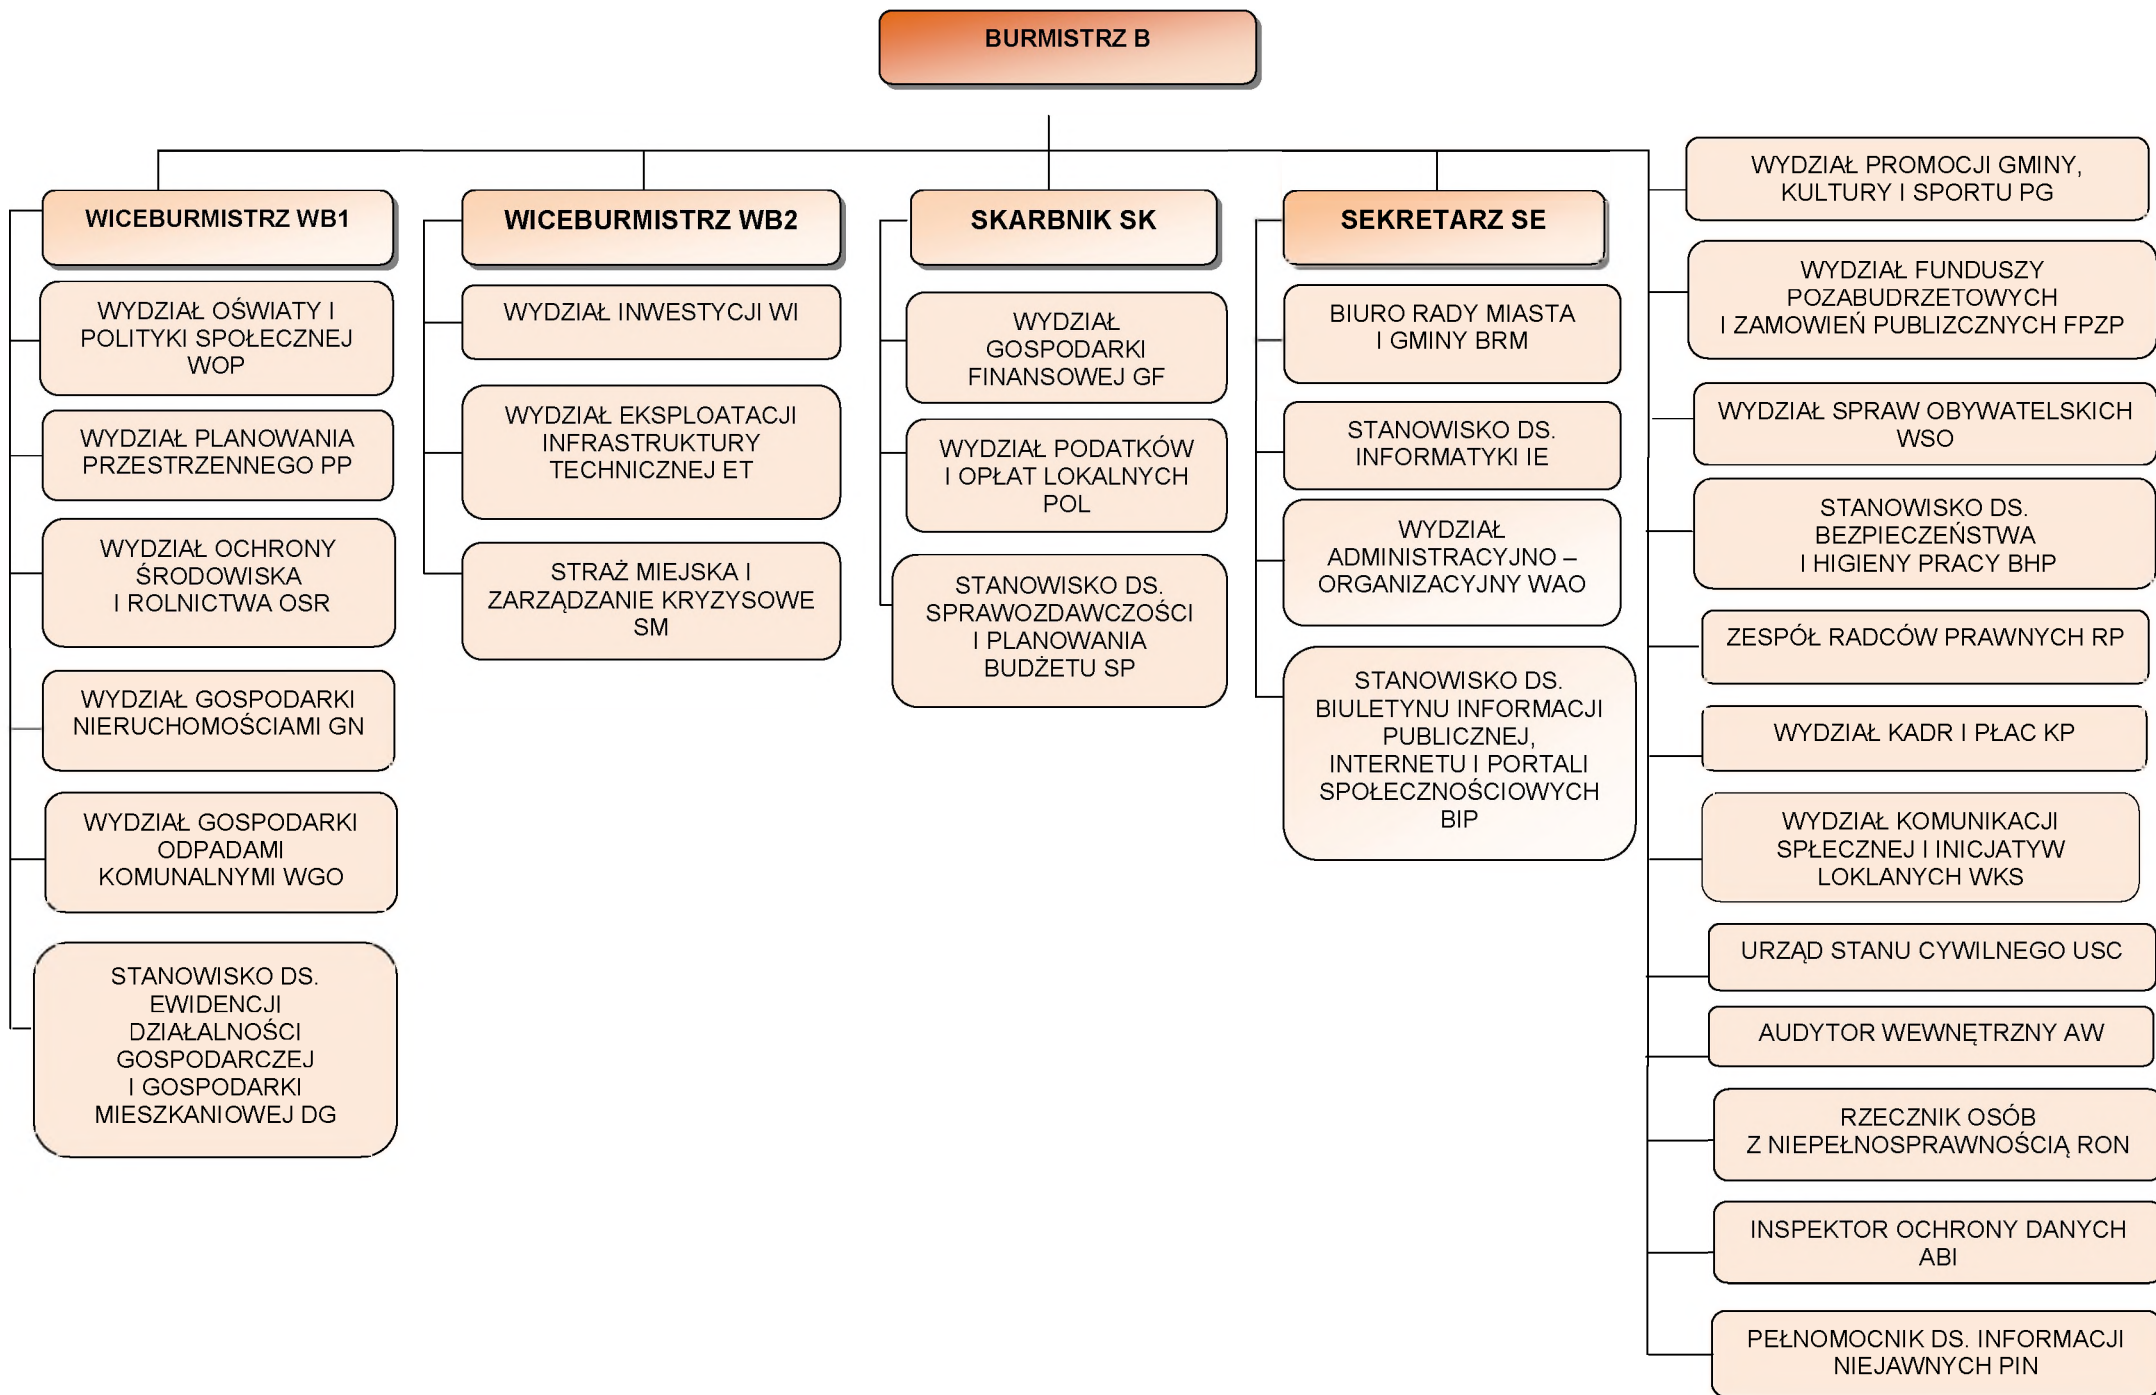 BURMISTRZ B
WICEBURMISTRZ WB1
WYDZIAŁ OŚWIATY I
POLITYKI SPOŁECZNEJ
WOP
WYDZIAŁ PLANOWANIA
PRZESTRZENNEGO PP
WYDZIAŁ OCHRONY
ŚRODOWISKA
I ROLNICTWA OSR
WYDZIAŁ GOSPODARKI
NIERUCHOMOŚCIAMI GN
WYDZIAŁ GOSPODARKI
ODPADAMI
KOMUNALNYMI WGO
STANOWISKO DS.
EWIDENCJI
DZIAŁALNOŚCI
GOSPODARCZEJ
I GOSPODARKI
MIESZKANIOWEJ DG
WICEBURMISTRZ WB2
WYDZIAŁ INWESTYCJI WI
WYDZIAŁ EKSPLOATACJI
INFRASTRUKTURY
TECHNICZNEJ ET
STRAŻ MIEJSKA I
ZARZĄDZANIE KRYZYSOWE
SM
SKARBNIK SK
WYDZIAŁ
GOSPODARKI
FINANSOWEJ GF
WYDZIAŁ PODATKÓW
I OPŁAT LOKALNYCH
POL
STANOWISKO DS.
SPRAWOZDAWCZOŚCI
I PLANOWANIA
BUDŻETU SP
SEKRETARZ SE
BIURO RADY MIASTA
I GMINY BRM
STANOWISKO DS.
INFORMATYKI IE
WYDZIAŁ
ADMINISTRACYJNO –
ORGANIZACYJNY WAO
STANOWISKO DS.
BIULETYNU INFORMACJI
PUBLICZNEJ,
INTERNETU I PORTALI
SPOŁECZNOŚCIOWYCH
BIP
WYDZIAŁ PROMOCJI GMINY,
KULTURY I SPORTU PG
WYDZIAŁ FUNDUSZY
POZABUDRZETOWYCH
I ZAMOWIEŃ PUBLIZCZNYCH FPZP
WYDZIAŁ SPRAW OBYWATELSKICH
WSO
STANOWISKO DS.
BEZPIECZEŃSTWA
I HIGIENY PRACY BHP
ZESPÓŁ RADCÓW PRAWNYCH RP
WYDZIAŁ KADR I PŁAC KP
WYDZIAŁ KOMUNIKACJI
SPŁECZNEJ I INICJATYW
LOKLANYCH WKS
URZĄD STANU CYWILNEGO USC
AUDYTOR WEWNĘTRZNY AW
RZECZNIK OSÓB
Z NIEPEŁNOSPRAWNOŚCIĄ RON
INSPEKTOR OCHRONY DANYCH
ABI
PEŁNOMOCNIK DS. INFORMACJI
NIEJAWNYCH PIN